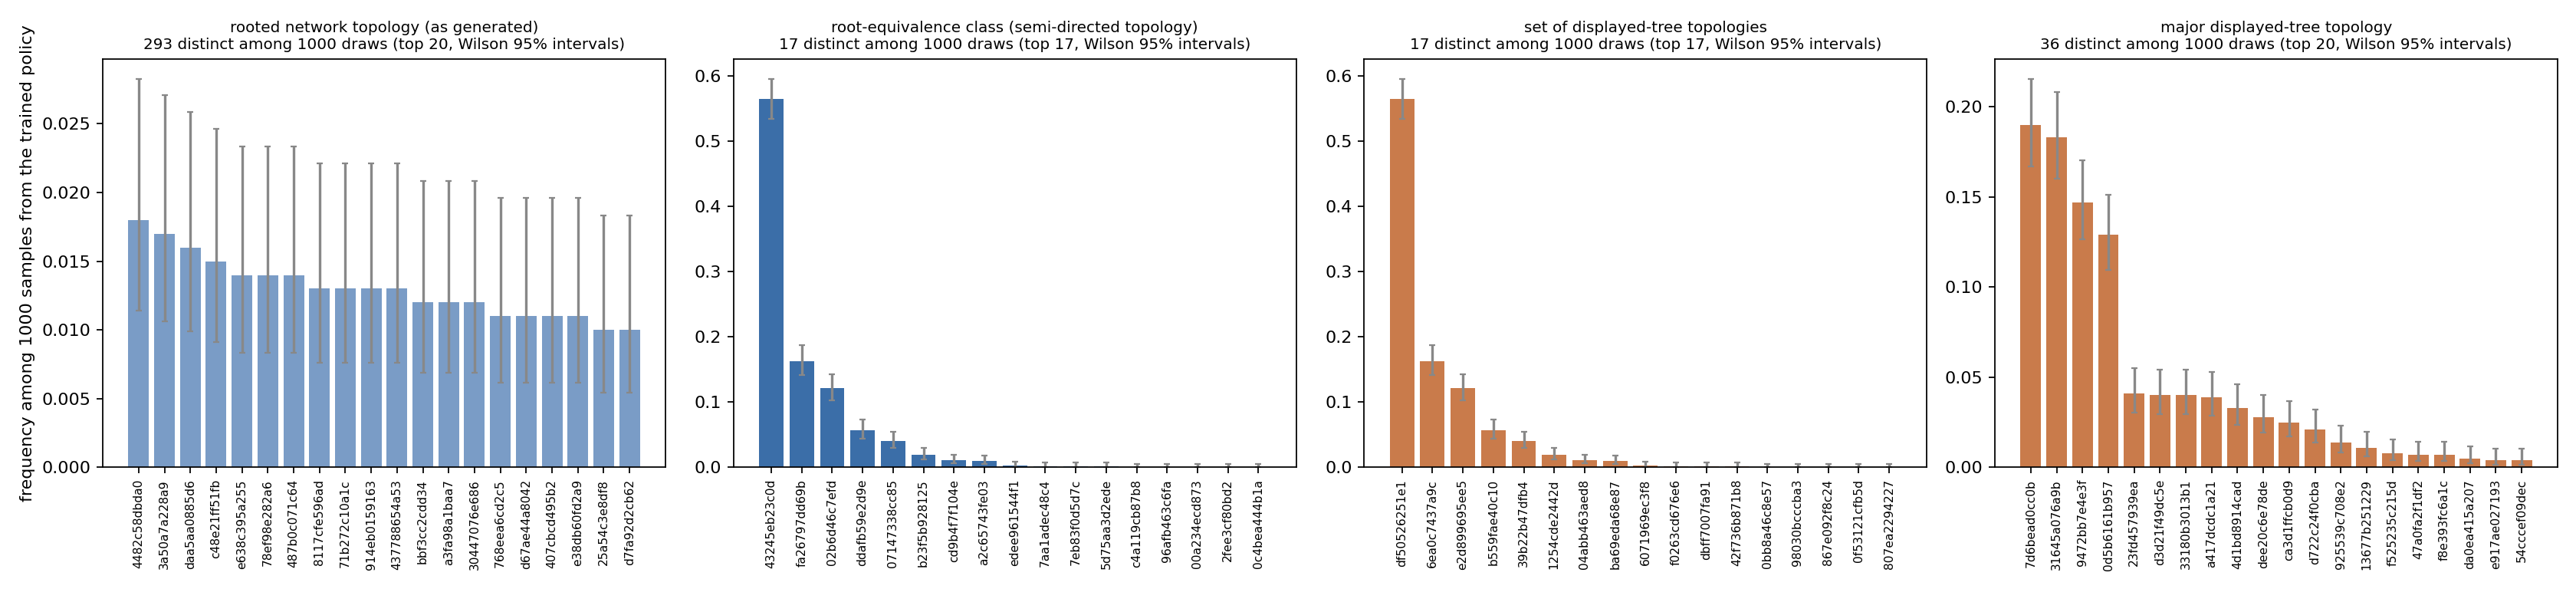 rooted network topology (as generated)
293 distinct among 1000 draws (top 20, Wilson 95% intervals)
frequency among 1000 samples from the trained policy
0.025
0.020
0.015
0.010
0.005
0.000
4482c58dbda0
3a50a7a228a9
daa5aa0885d6
c48e21ff51fb
e638c395a255
78ef98e282a6
487b0c071c64
8117cfe596ad
71b272c10a1c
914eb0159163
437788654a53
bbf3cc2cdd34
a3fa98a1baa7
30447076e686
768eea6cd2c5
d67ae44a8042
407cbcd495b2
e38db60fd2a9
25a54c3e8df8
d7fa92d2cb62
root-equivalence class (semi-directed topology)
17 distinct among 1000 draws (top 17, Wilson 95% intervals)
0.6
0.5
0.4
0.3
0.2
0.1
0.0
43245eb23c0d
fa26797dd69b
02b6d46c7efd
ddafb59e2d9e
07147338cc85
b23f5b928125
cd9b4f7f104e
a2c65743fe03
edee961544f1
7aa1adec48c4
7eb83f0d5d7c
5d75aa3d2ede
c4a119cb87b8
96afb463c6fa
00a23ecd873
2fee3cf80bd2
0c4bea444b1a
set of displayed-tree topologies
17 distinct among 1000 draws (top 17, Wilson 95% intervals)
0.6
0.5
0.4
0.3
0.2
0.1
0.0
df50526251e1
6ea0c7437a9c
e2d899695ee5
b559fae40c10
39b22b47dfb4
1254cde2442d
04abb463aed8
ba69eda68e87
60719f69ec3f8
f0263cd676e6
dbff7007fa91
42f736b871b8
0bb8a46c8e57
98030bcccba3
867e092f8c24
0f53121cfb5d
807ea2294227
major displayed-tree topology
36 distinct among 1000 draws (top 20, Wilson 95% intervals)
0.20
0.15
0.10
0.05
0.00
7d6bead0cc0b
31645a076a9b
9472bb7e4e3f
0d5b6161b957
23fd457939ea
d3d21f49dc5e
33180b3013b1
a417dcdc1a21
4d1bd8914cad
dee20c6e78de
ca3d1ffcb0d9
d722c24f0cba
925539c708e2
13677b251229
f525235c215d
47a0fa2f1df2
f8e393fc6a1c
da0ea415a207
e917ae027193
54cccef09dec